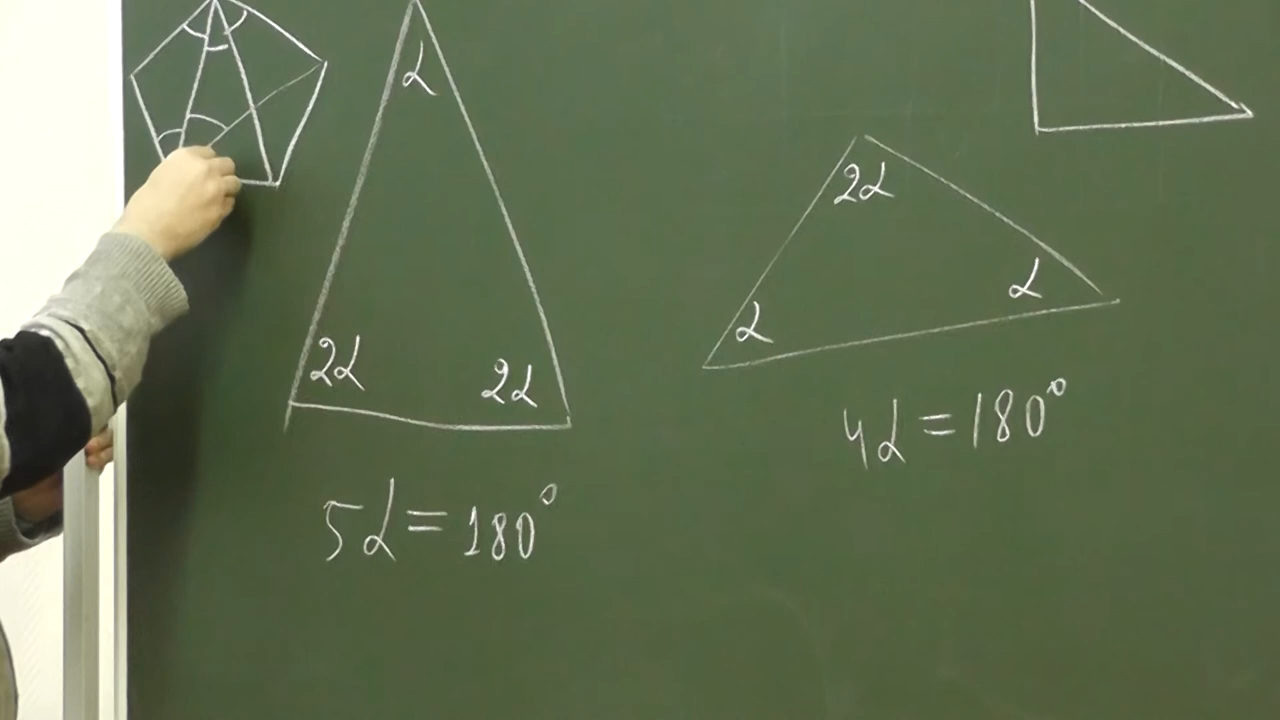 α
2α 2α
5α = 180°
2α
α α
4α = 180°